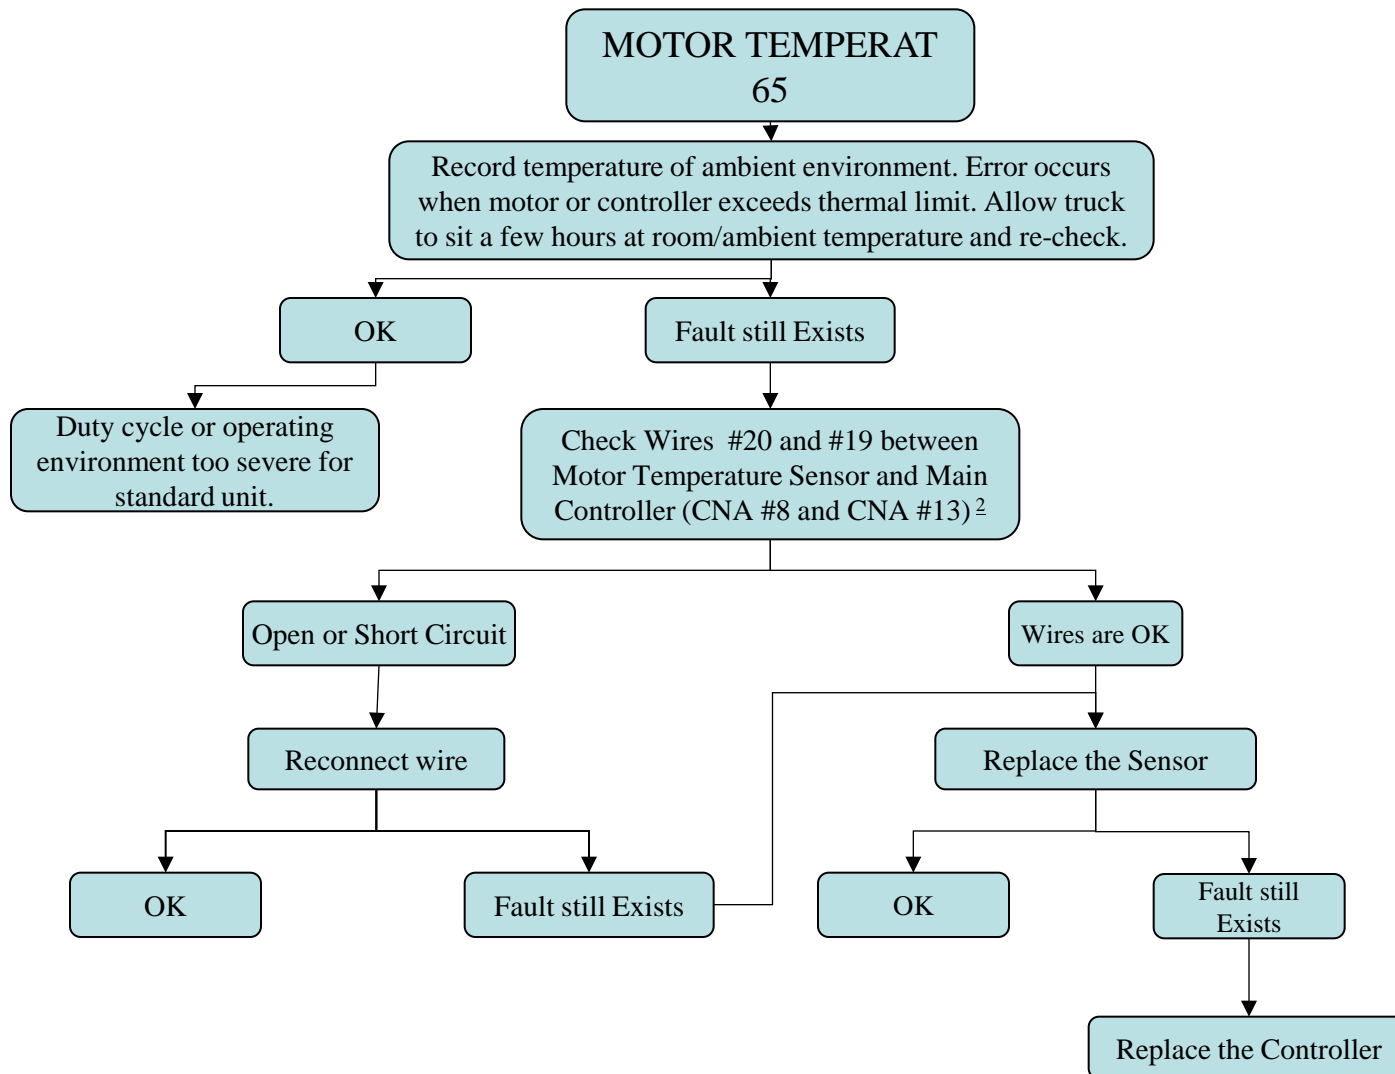 MOTOR TEMPERAT
65
Record temperature of ambient environment. Error occurs
when motor or controller exceeds thermal limit. Allow truck
to sit a few hours at room/ambient temperature and re-check.
OK
Fault still Exists
Duty cycle or operating
environment too severe for
standard unit.
Check Wires #20 and #19 between
Motor Temperature Sensor and Main
Controller (CNA #8 and CNA #13) 2
Open or Short Circuit
Wires are OK
Reconnect wire
Replace the Sensor
OK
Fault still Exists
OK
Fault still
Exists
Replace the Controller